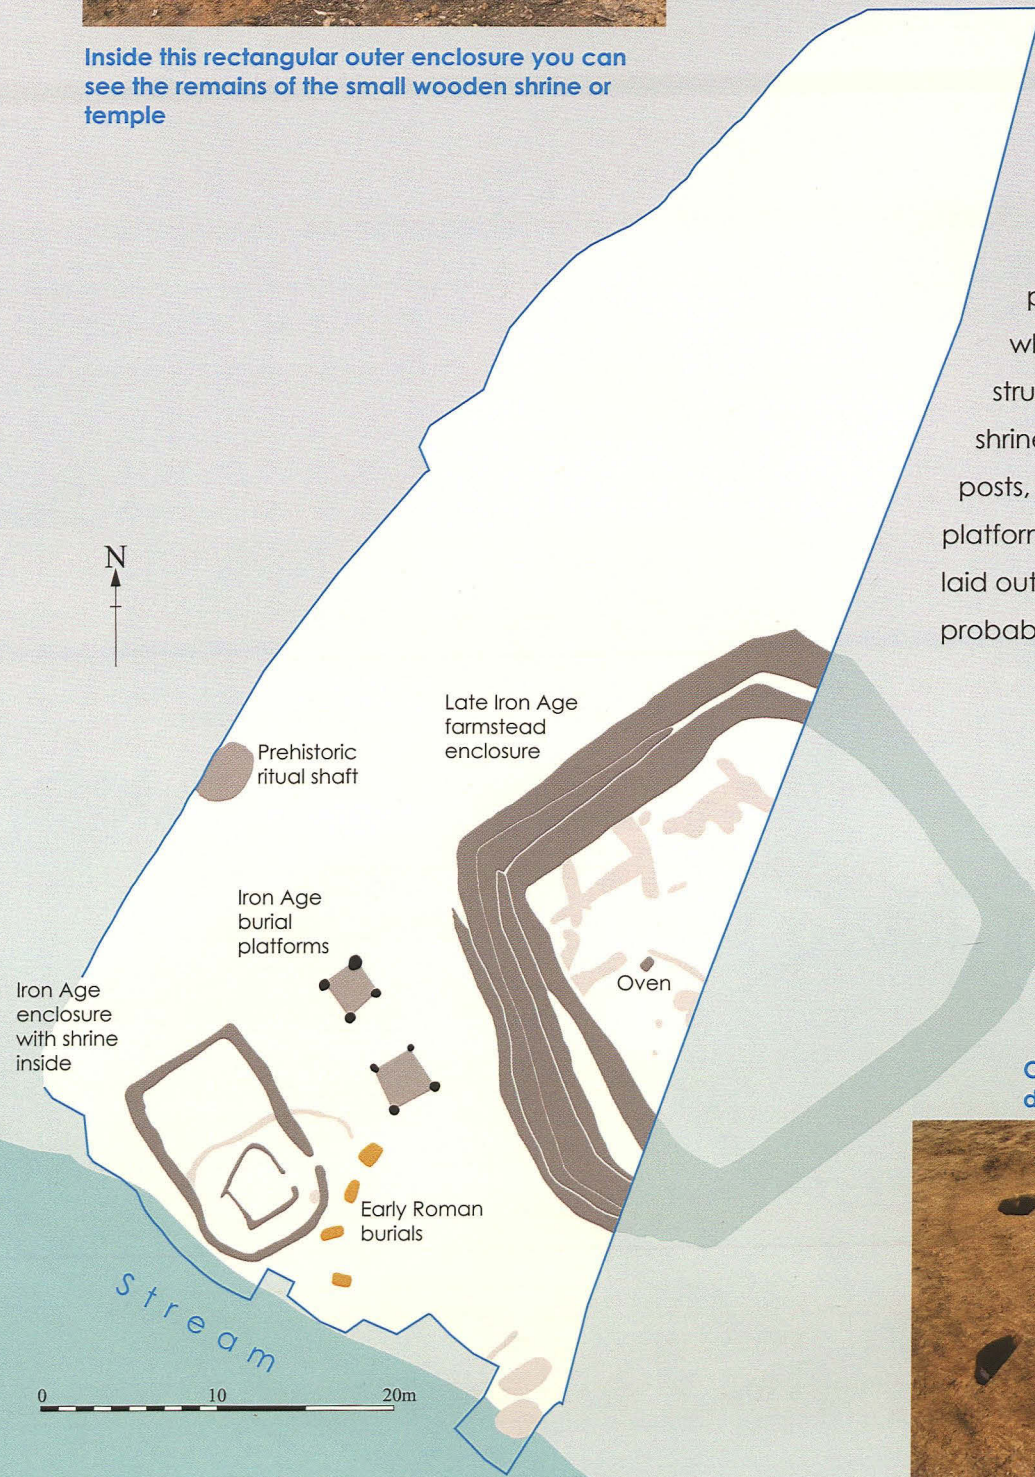 Inside this rectangular outer enclosure you can
see the remains of the small wooden shrine or
temple
shrine
posts,
laid out
N
Late Iron Age
farmstead
enclosure
Prehistoric
ritual shaft
Iron Age
burial
platforms
Oven
Iron Age
enclosure
with shrine
inside
Early Roman
burials
Stream
0 10 20m